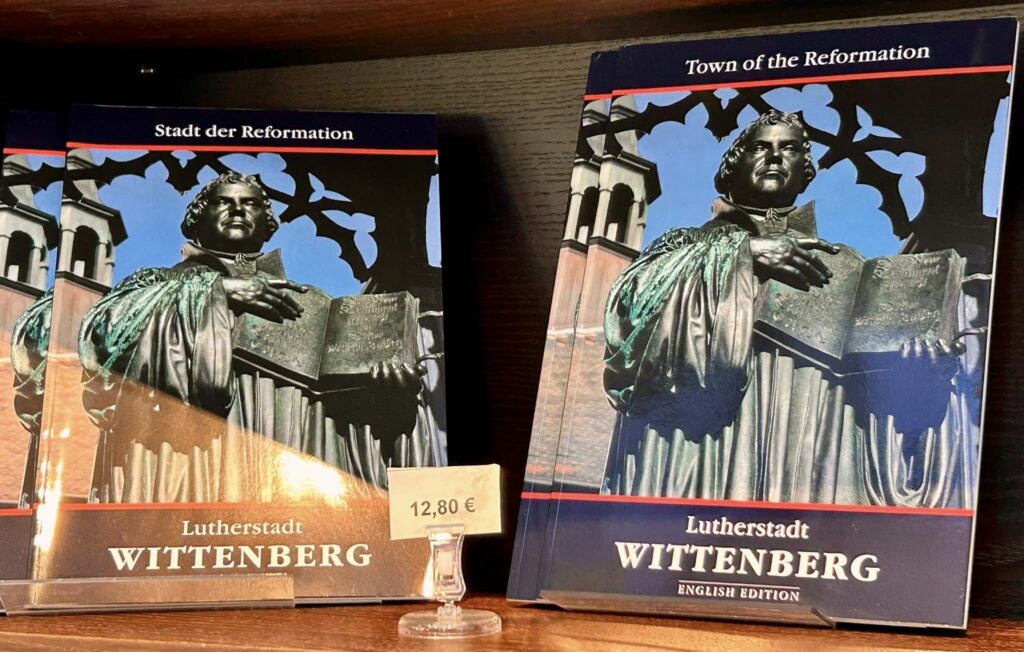 Stadt der Reformation
Lutherstadt
WITTENBERG
12,80 €
Town of the Reformation
Lutherstadt
WITTENBERG
ENGLISH EDITION